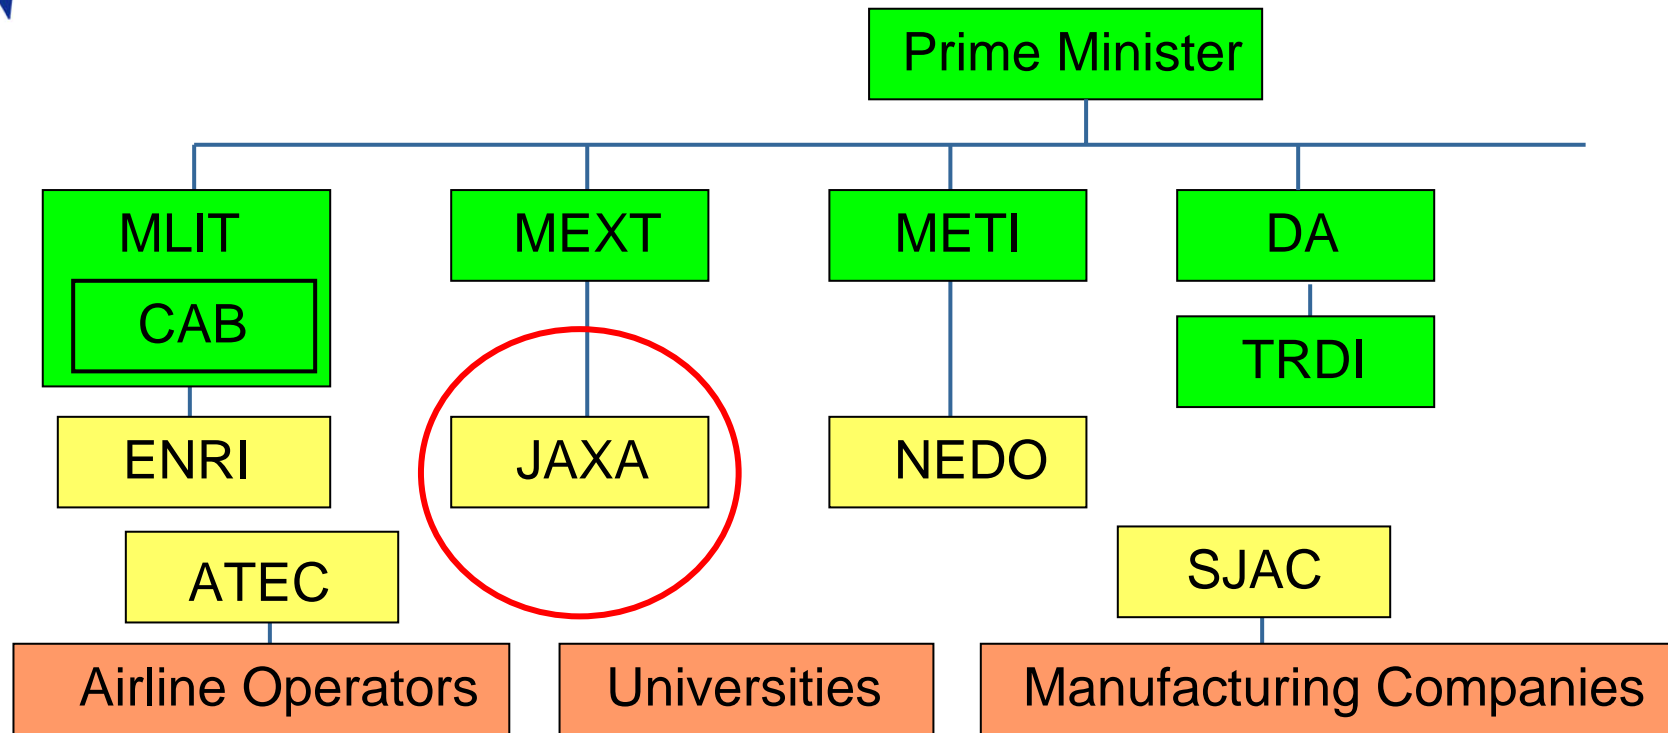 Prime Minister
MLIT
MEXT
METI
DA
CAB
TRDI
ENRI
JAXA
NEDO
ATEC
SJAC
Airline Operators
Universities
Manufacturing Companies